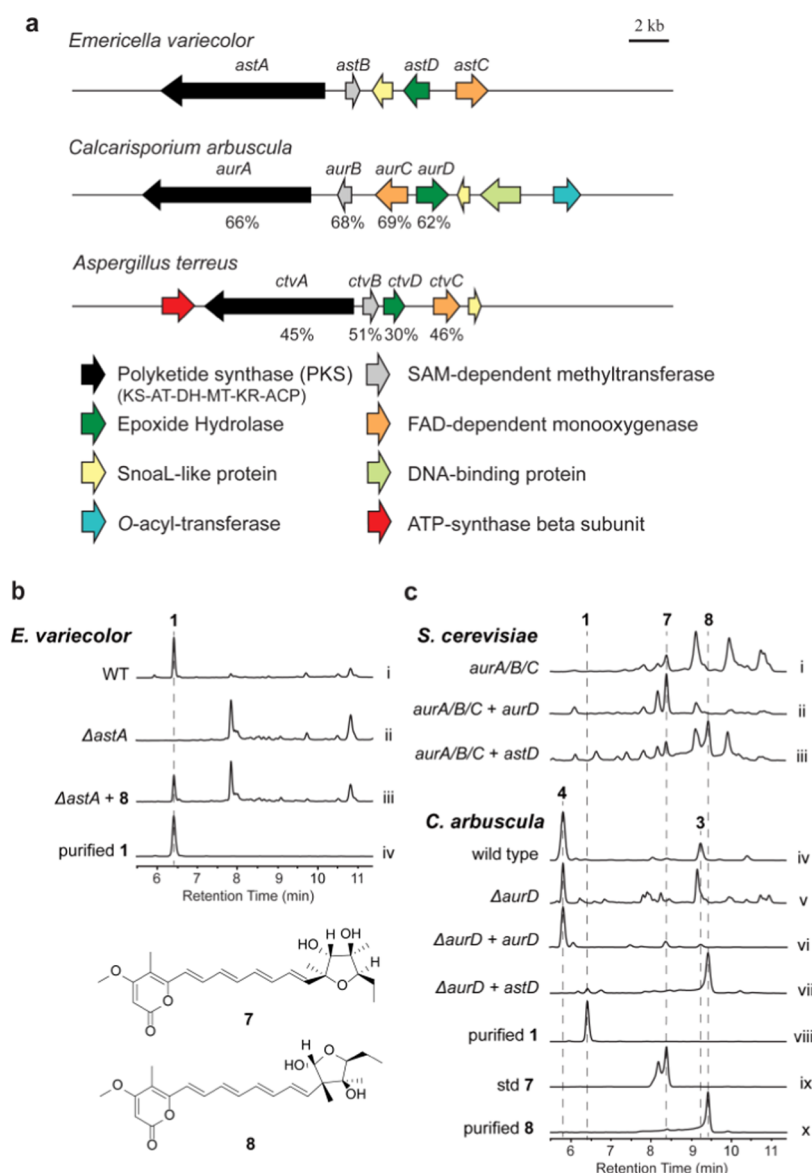 a
2 kb
Emericella variecolor
astA astB astD astC
Calcarisporium arbuscula
aurA aurB aurC aurD
66% 68% 69% 62%
Aspergillus terreus
ctvA ctvB ctvD ctvC
45% 51% 30% 46%
Polyketide synthase (PKS)
(KS-AT-DH-MT-KR-ACP)
SAM-dependent methyltransferase
Epoxide Hydrolase
FAD-dependent monooxygenase
SnoaL-like protein
DNA-binding protein
O-acyl-transferase
ATP-synthase beta subunit
b
1
E. variecolor
WT i
ΔastA ii
ΔastA + 8 iii
purified 1 iv
6 7 8 9 10 11
Retention Time (min)
HO H OH
H
O
O
O
O
7
H O
HO
OH
O
O
O
8
c
1 7 8
S. cerevisiae
aurA/B/C i
aurA/B/C + aurD ii
aurA/B/C + astD iii
4
C. arbuscula 3
wild type iv
ΔaurD v
ΔaurD + aurD vi
ΔaurD + astD vii
purified 1 viii
std 7 ix
purified 8 x
6 7 8 9 10 11
Retention Time (min)